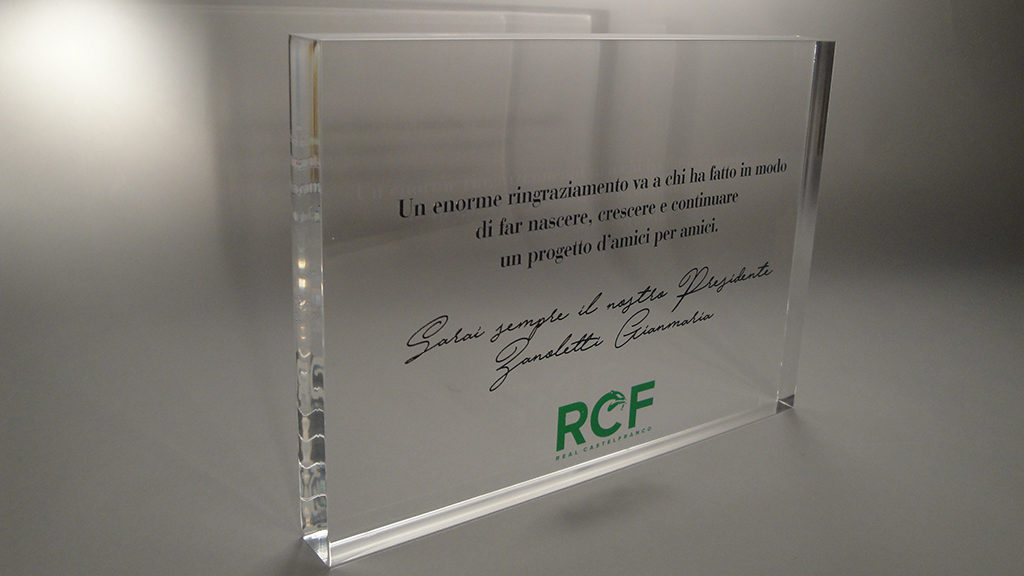 Un enorme ringraziamento va a chi ha fatto in modo
di far nascere, crescere e continuare
un progetto d'amici per amici.
Sarai sempre il nostro Presidente
Zanoletti Gianmaria
RCF
REAL CASTELFRANCO